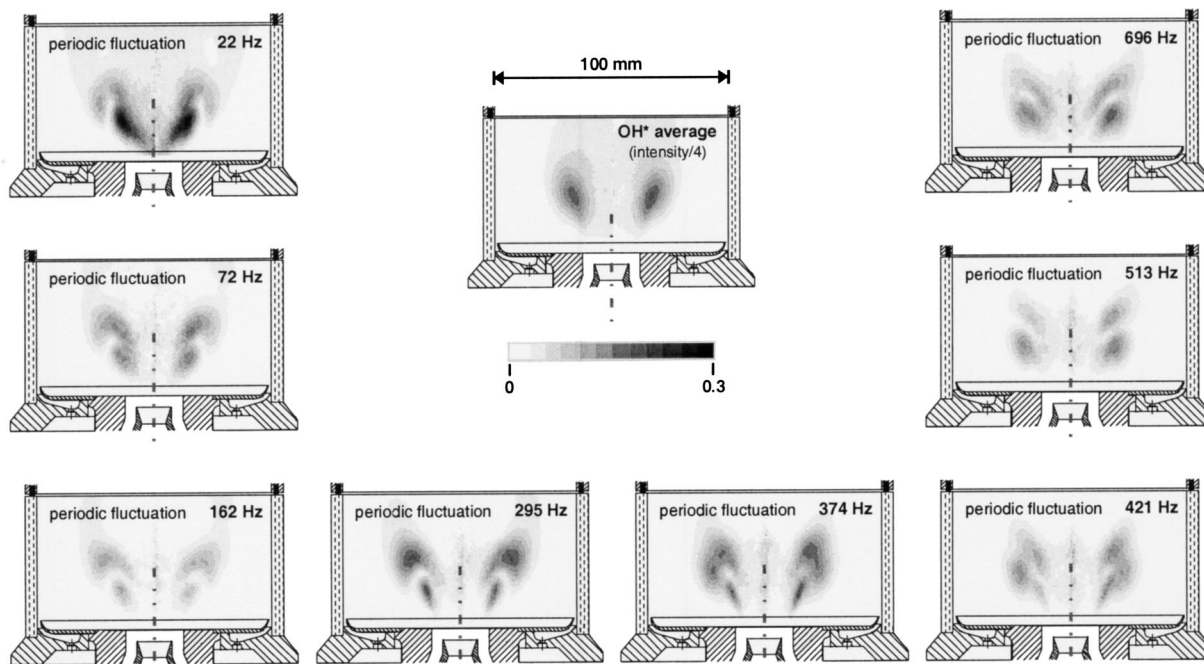 periodic fluctuation 22 Hz
100 mm
OH* average
(intensity/4)
periodic fluctuation 696 Hz
periodic fluctuation 72 Hz
0 0.3
periodic fluctuation 513 Hz
periodic fluctuation 162 Hz
periodic fluctuation 295 Hz
periodic fluctuation 374 Hz
periodic fluctuation 421 Hz